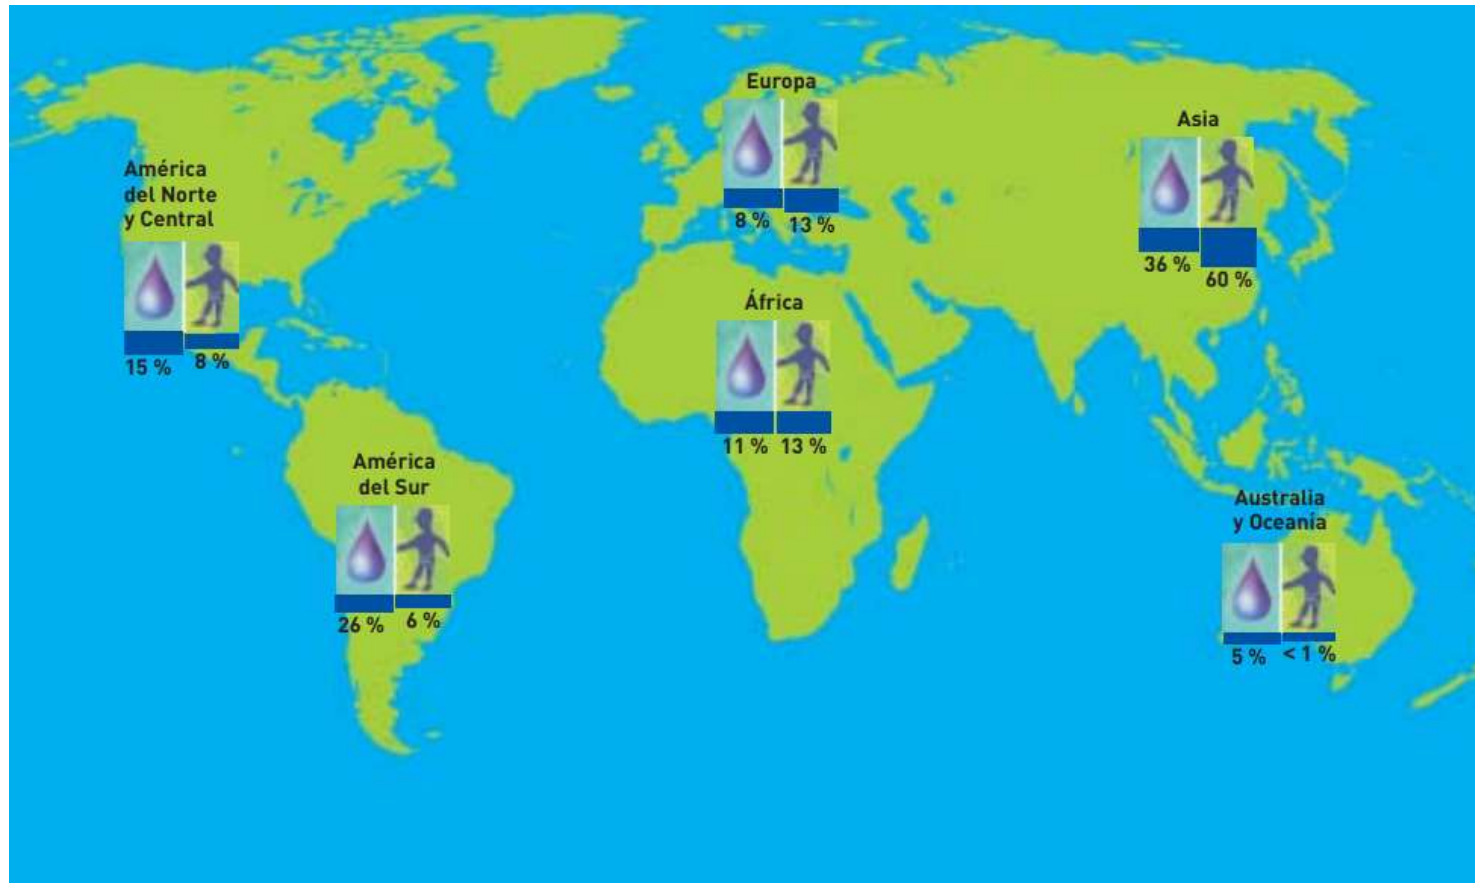 Europa
8 % 13 %
Asia
36 % 60 %
América
del Norte
y Central
15 % 8 %
África
11 % 13 %
América
del Sur
26 % 6 %
Australia
y Oceanía
5 % < 1 %